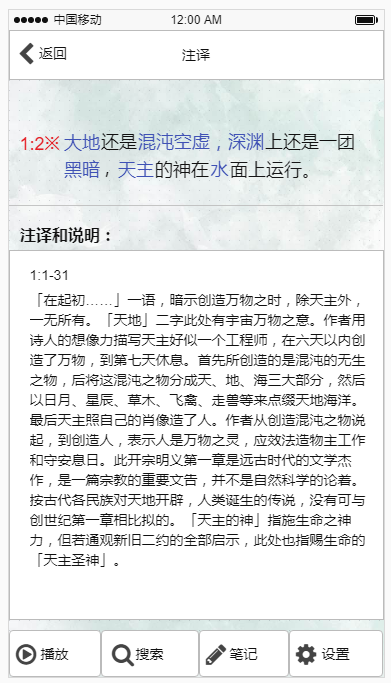 中国移动 12:00 AM
返回 注译
1:2※ 大地还是混沌空虚，深渊上还是一团
黑暗，天主的神在水面上运行。
注译和说明：
1:1-31
「在起初……」一语，暗示创造万物之时，除天主外，
一无所有。「天地」二字此处有宇宙万物之意。作者用
诗人的想像力描写天主好似一个工程师，在六天以内创
造了万物，到第七天休息。首先所创造的是混沌的无生
之物，后将这混沌之物分成天、地、海三大部分，然后
以日月、星辰、草木、飞禽、走兽等来点缀天地海洋。
最后天主照自己的肖像造了人。作者从创造混沌之物说
起，到创造人，表示人是万物之灵，应效法造物主工作
和守安息日。此开宗明义第一章是远古时代的文学杰
作，是一篇宗教的重要文告，并不是自然科学的论着。
按古代各民族对天地开辟，人类诞生的传说，没有可与
创世纪第一章相比拟的。「天主的神」指施生命之神
力，但若通观新旧二约的全部启示，此处也指赐生命的
「天主圣神」。
播放 搜索 笔记 设置